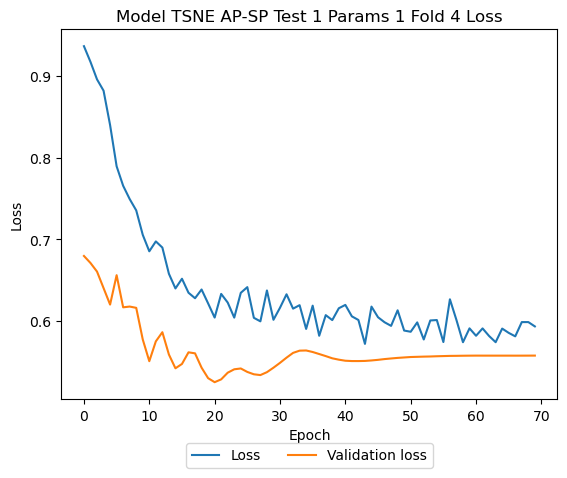 Model TSNE AP-SP Test 1 Params 1 Fold 4 Loss
0.9
0.8
0.7
0.6
Loss
0 10 20 30 40 50 60 70
Epoch
Loss Validation loss